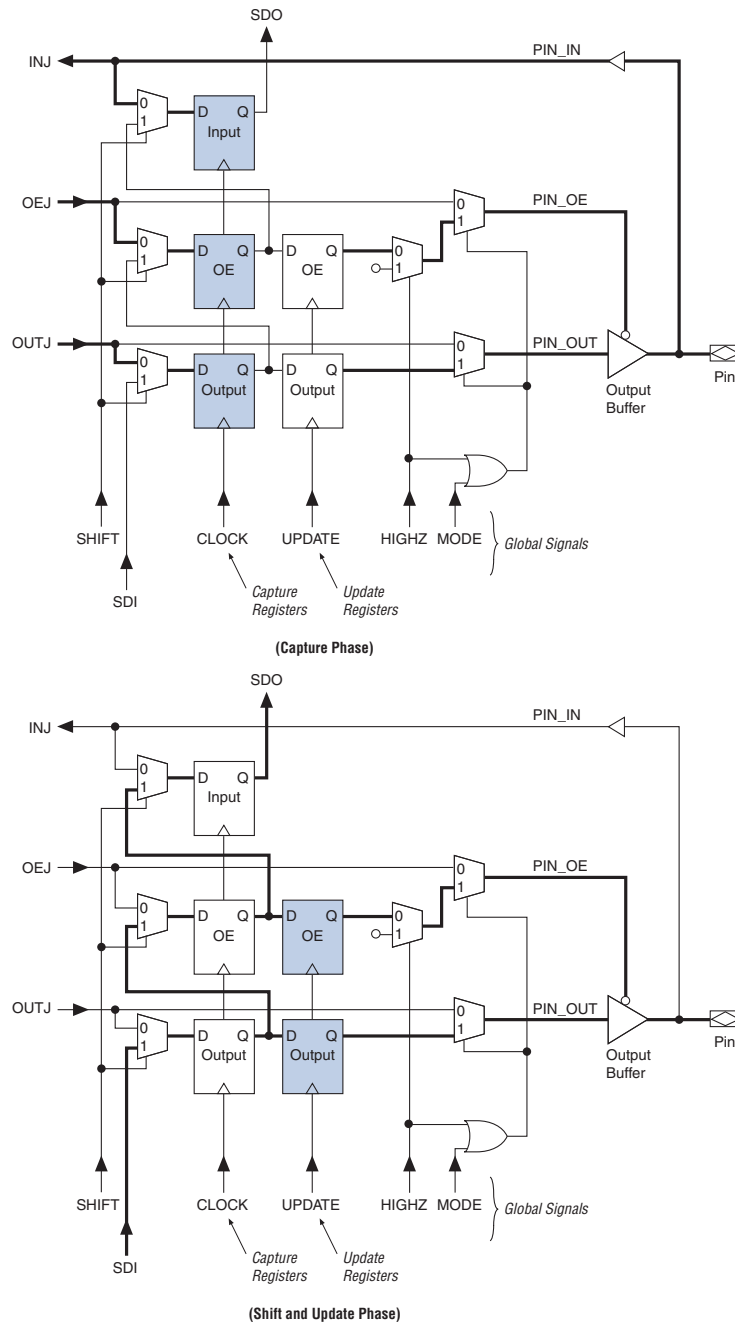 SDO
INJ
PIN_IN
0
1
D Q
Input
OEJ
0
1
PIN_OE
0
1
D Q
OE
D Q
OE
0
1
OUTJ
0
1
PIN_OUT
0
1
D Q
Output
D Q
Output
Pin
Output
Buffer
SHIFT
CLOCK
UPDATE
HIGHZ
MODE
Global Signals
SDI
Capture
Registers
Update
Registers
(Capture Phase)
SDO
INJ
PIN_IN
0
1
D Q
Input
OEJ
0
1
PIN_OE
0
1
D Q
OE
D Q
OE
0
1
OUTJ
0
1
PIN_OUT
0
1
D Q
Output
D Q
Output
Pin
Output
Buffer
SHIFT
CLOCK
UPDATE
HIGHZ
MODE
Global Signals
SDI
Capture
Registers
Update
Registers
(Shift and Update Phase)